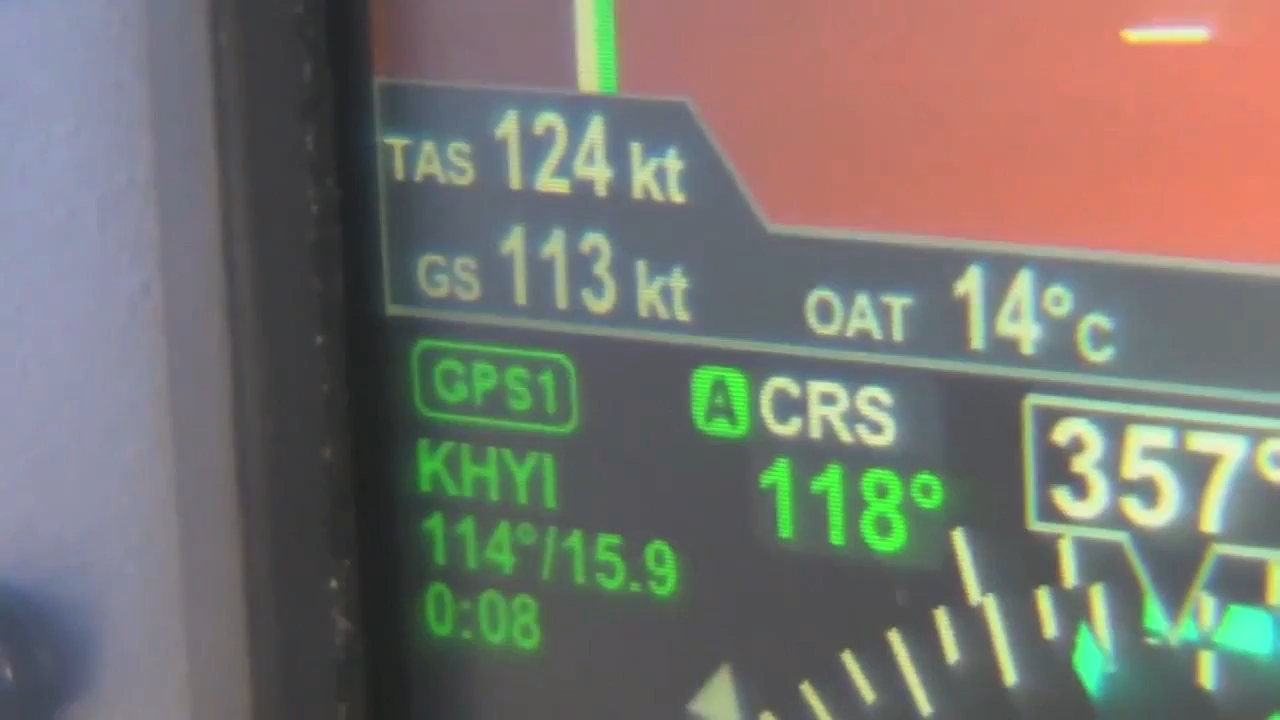 TAS 124 kt
GS 113 kt
OAT 14°C
GPS1
A CRS
118°
357°
KHYI
114°/15.9
0:08